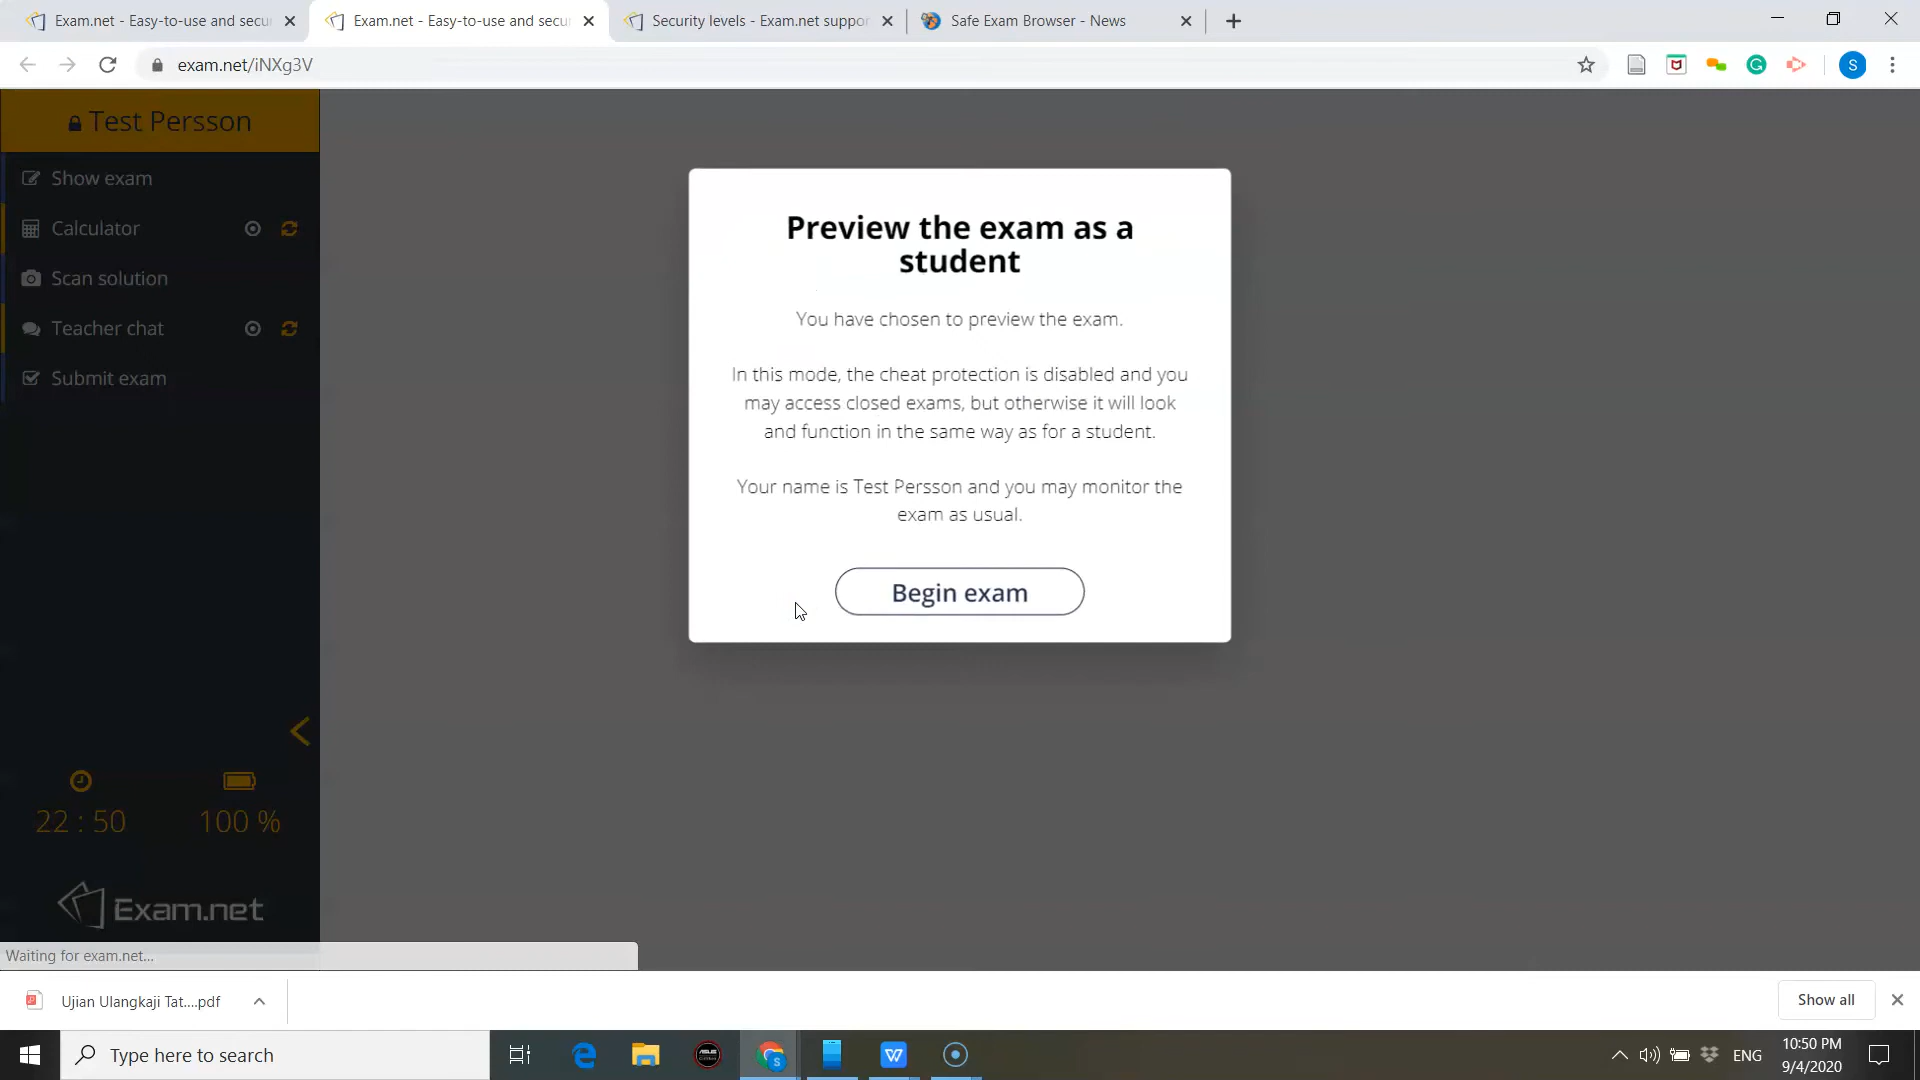 Exam.net - Easy-to-use and secu
Exam.net - Easy-to-use and secu
Security levels - Exam.net suppo
Safe Exam Browser - News
exam.net/iNXg3V
S
Test Persson
Show exam
Calculator
Scan solution
Teacher chat
Submit exam
22 : 50
100 %
Exam.net
Preview the exam as a
student
You have chosen to preview the exam.
In this mode, the cheat protection is disabled and you
may access closed exams, but otherwise it will look
and function in the same way as for a student.
Your name is Test Persson and you may monitor the
exam as usual.
Begin exam
Waiting for exam.net...
Ujian Ulangkaji Tat....pdf
Show all
Type here to search
ENG
10:50 PM
9/4/2020